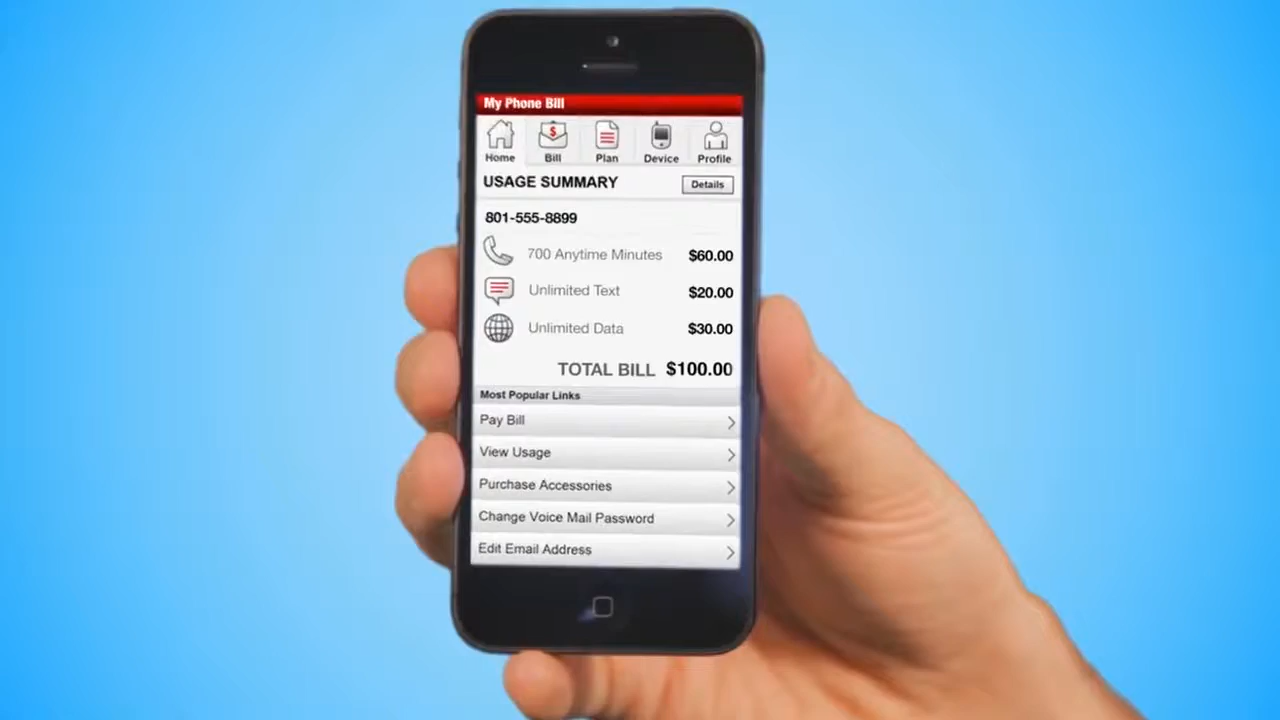 My Phone Bill
Home Bill Plan Device Profile
USAGE SUMMARY Details
801-555-8899
700 Anytime Minutes $60.00
Unlimited Text $20.00
Unlimited Data $30.00
TOTAL BILL $100.00
Most Popular Links
Pay Bill
View Usage
Purchase Accessories
Change Voice Mail Password
Edit Email Address